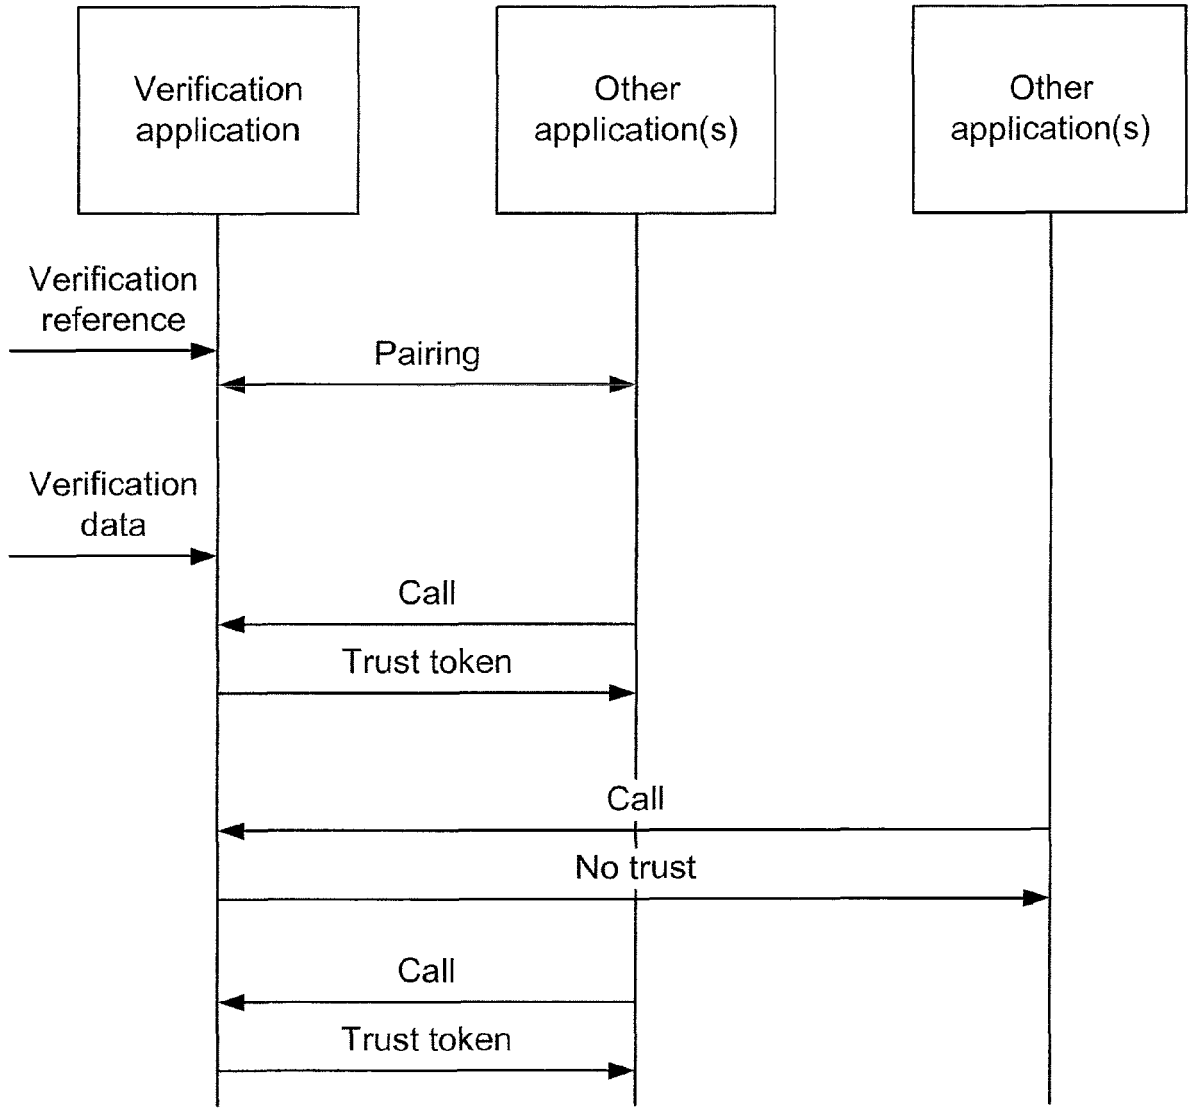 Verification
application
Other
application(s)
Other
application(s)
Verification
reference
Pairing
Verification
data
Call
Trust token
Call
No trust
Call
Trust token